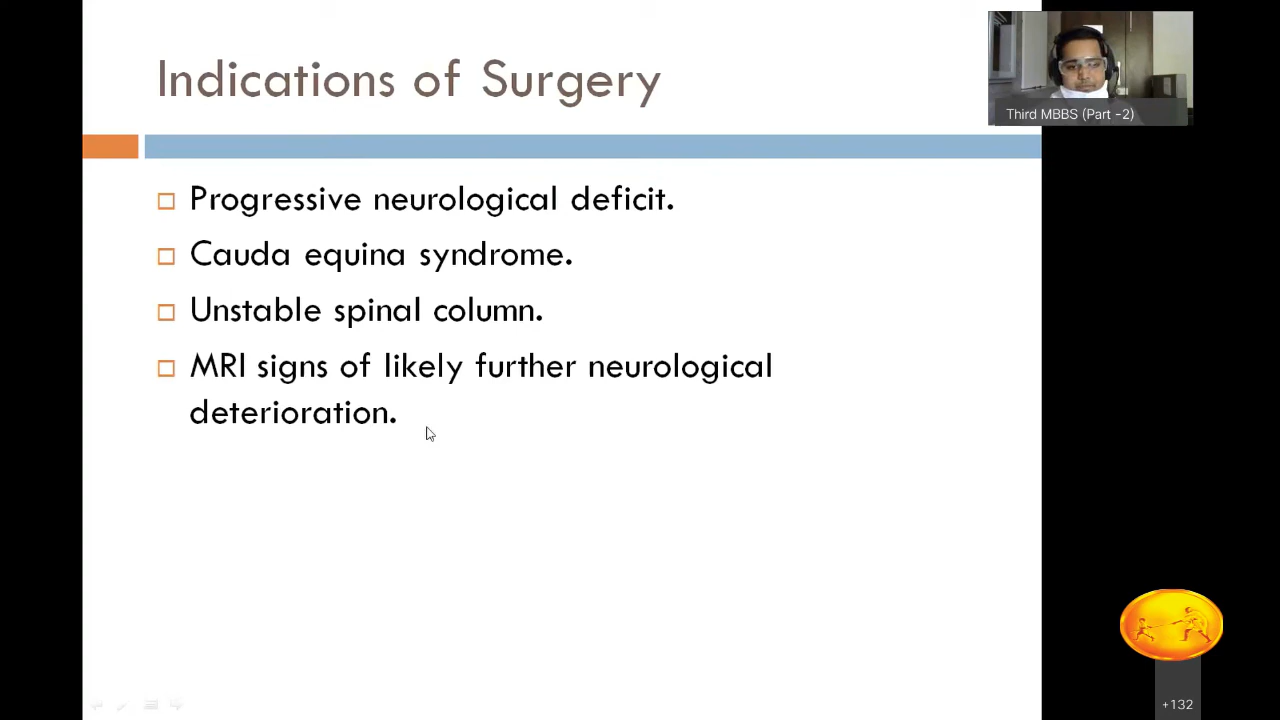 Indications of Surgery
Third MBBS (Part -2)
Progressive neurological deficit.
Cauda equina syndrome.
Unstable spinal column.
MRI signs of likely further neurological
deterioration.
+132